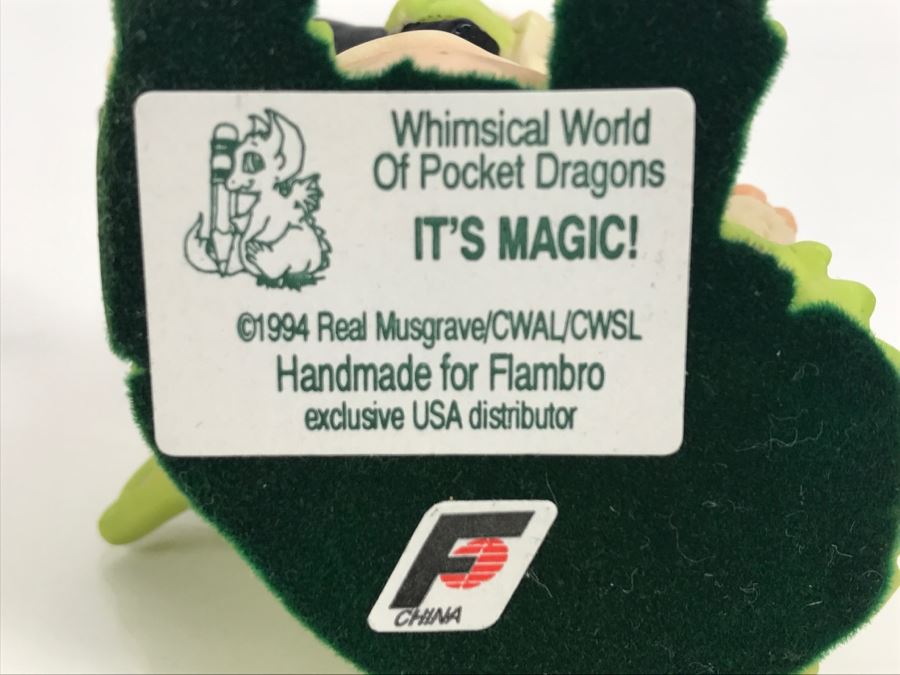 Whimsical World
Of Pocket Dragons
IT'S MAGIC!
©1994 Real Musgrave/CWAL/CWSL
Handmade for Flambro
exclusive USA distributor
F
CHINA